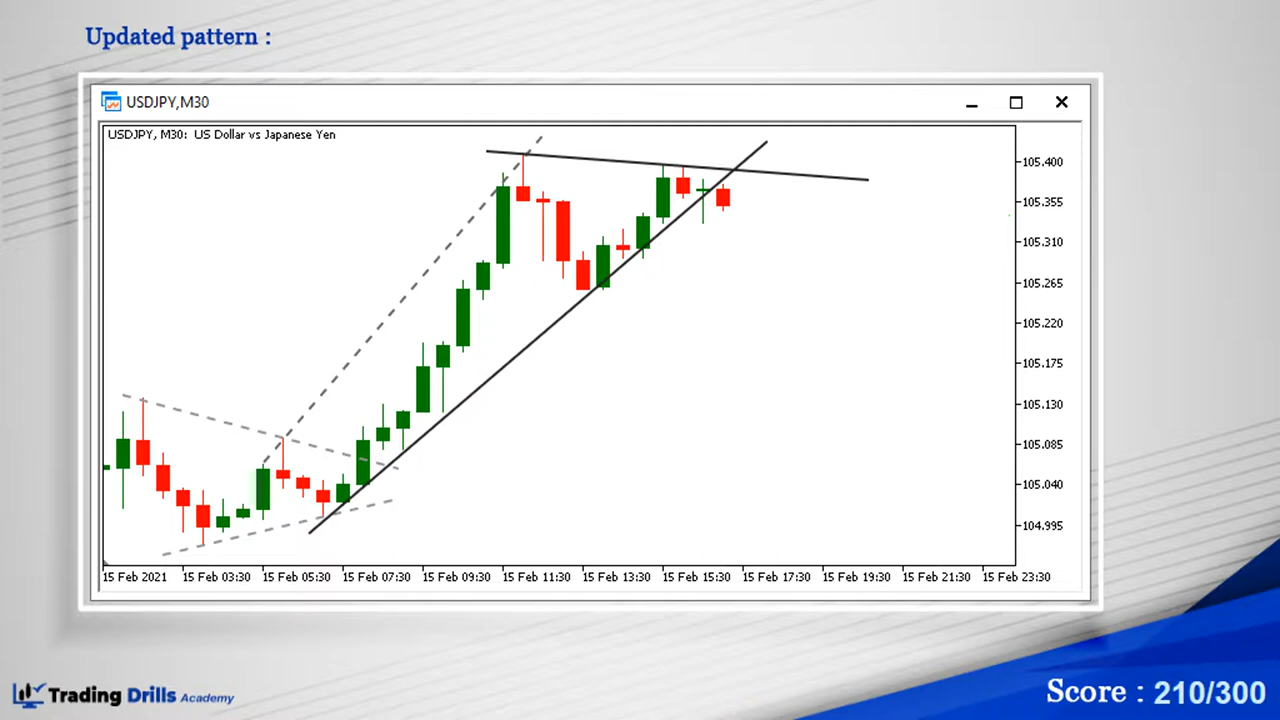 Updated pattern :
USDJPY,M30
USDJPY, M30: US Dollar vs Japanese Yen
105.400
105.355
105.310
105.265
105.220
105.175
105.130
105.085
105.040
104.995
15 Feb 2021 15 Feb 03:30 15 Feb 05:30 15 Feb 07:30 15 Feb 09:30 15 Feb 11:30 15 Feb 13:30 15 Feb 15:30 15 Feb 17:30 15 Feb 19:30 15 Feb 21:30 15 Feb 23:30
Trading Drills Academy
Score : 210/300